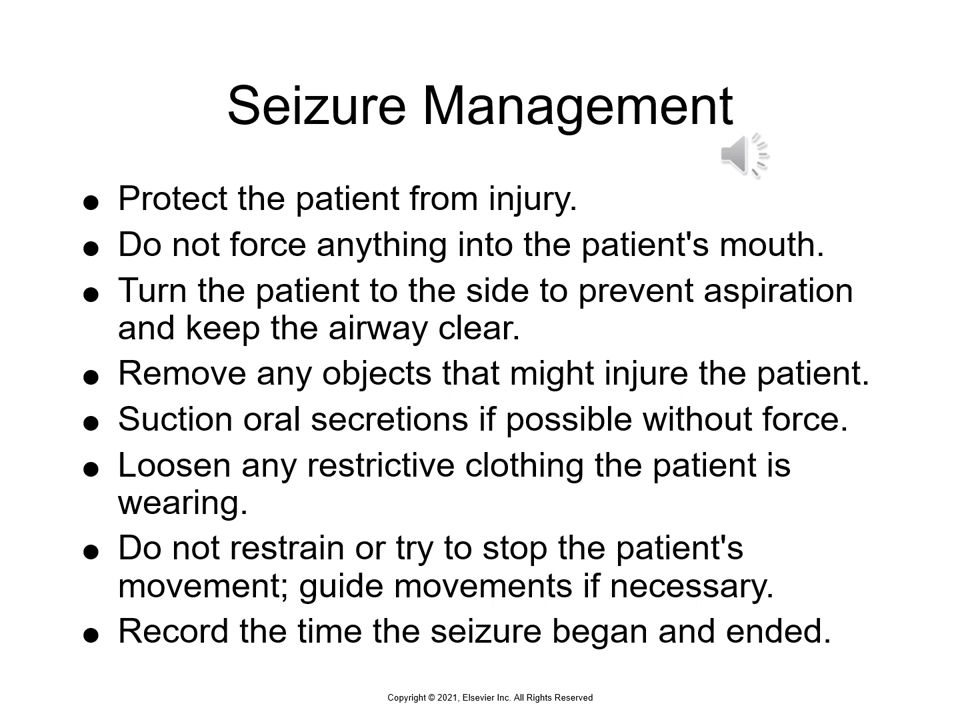 Seizure Management
● Protect the patient from injury.
● Do not force anything into the patient's mouth.
● Turn the patient to the side to prevent aspiration
and keep the airway clear.
● Remove any objects that might injure the patient.
● Suction oral secretions if possible without force.
● Loosen any restrictive clothing the patient is
wearing.
● Do not restrain or try to stop the patient's
movement; guide movements if necessary.
● Record the time the seizure began and ended.
Copyright © 2021, Elsevier Inc. All Rights Reserved